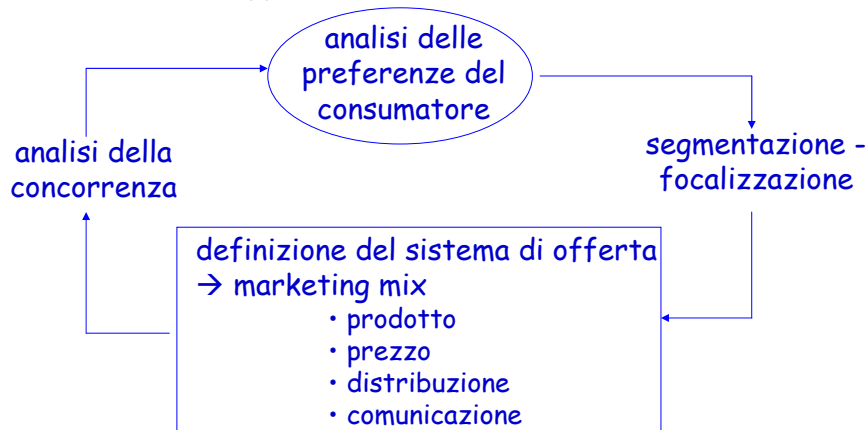 analisi delle
preferenze del
consumatore
analisi della
concorrenza
segmentazione -
focalizzazione
definizione del sistema di offerta
→ marketing mix
• prodotto
• prezzo
• distribuzione
• comunicazione